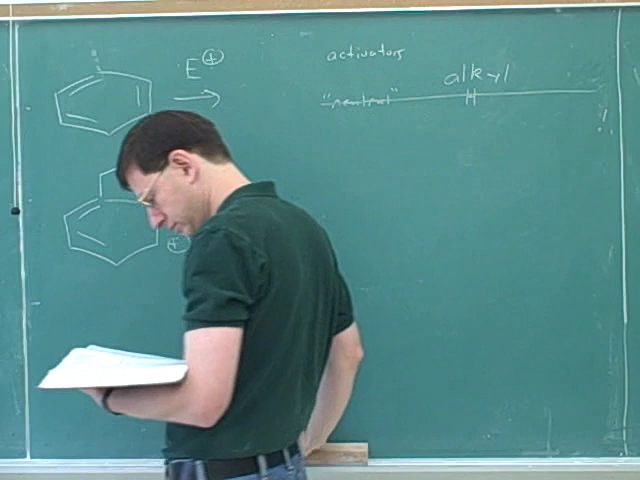 activators
E⊕
alkyl
"neutral"
H
⊕